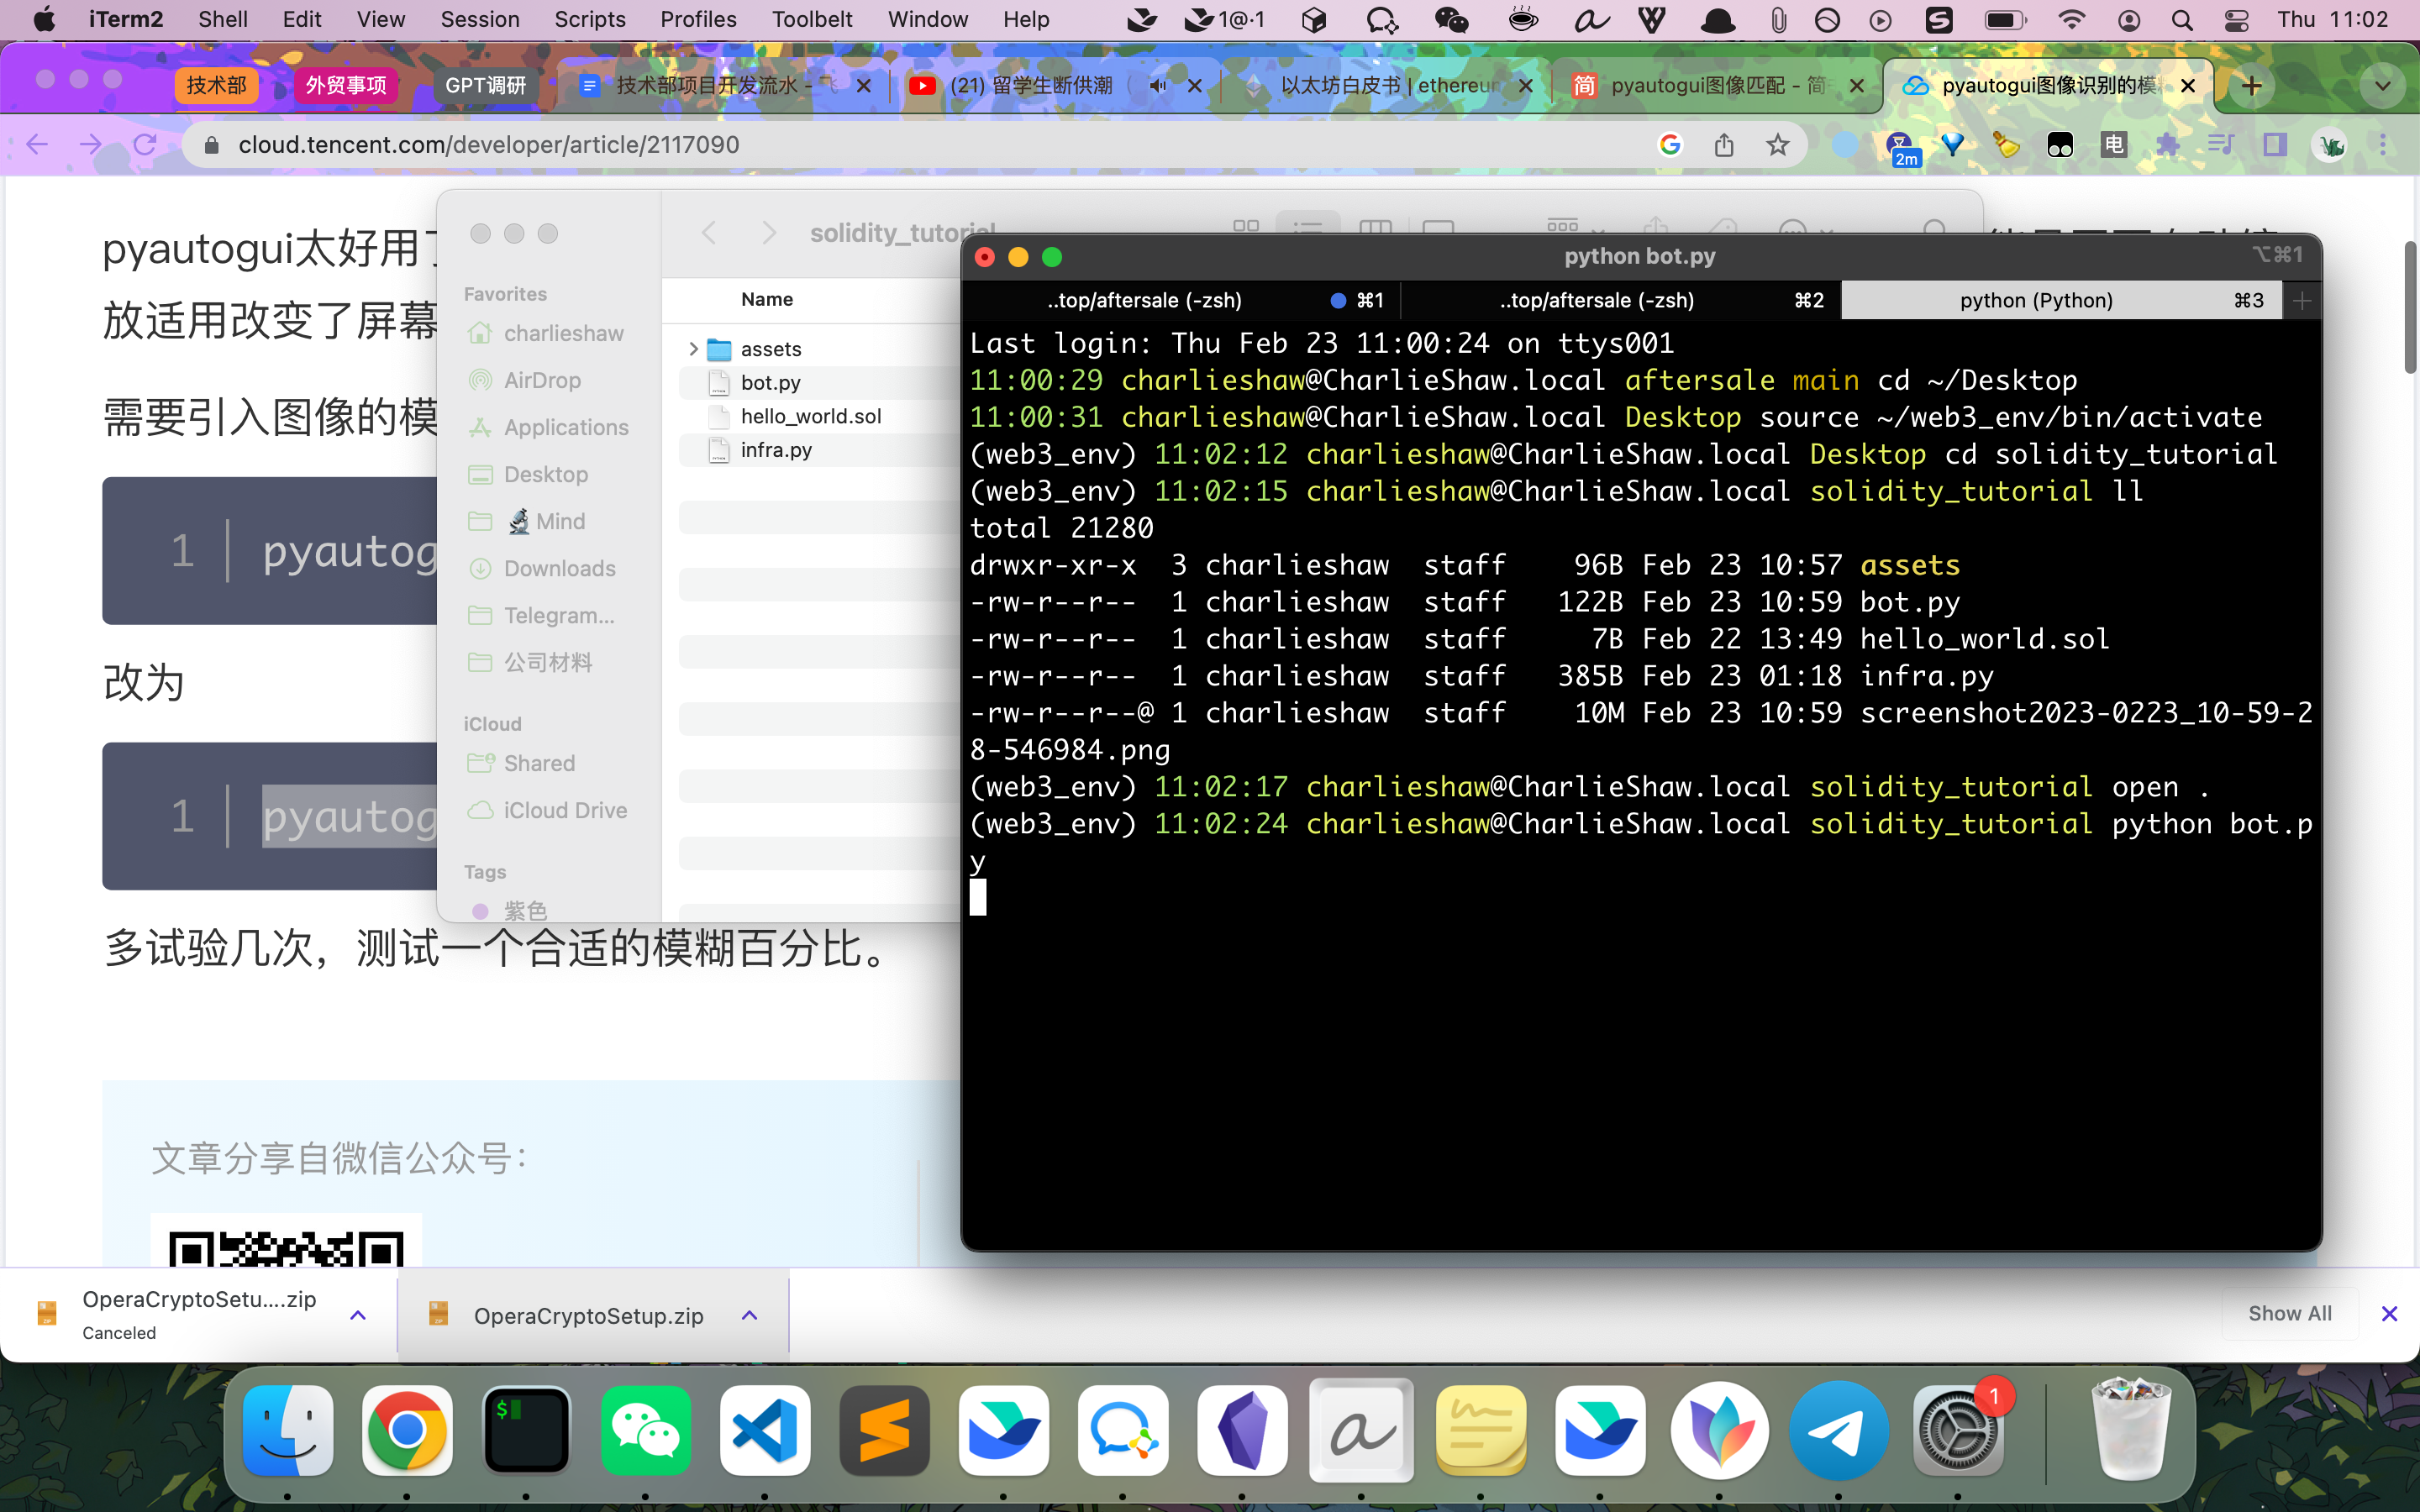 iTerm2 Shell Edit View Session Scripts Profiles Toolbelt Window Help 1@·1 Thu 11:02
技术部 外贸事项 GPT调研 技术部项目开发流水 - (21) 留学生断供潮 以太坊白皮书 | ethereum pyautogui图像匹配 - 简 pyautogui图像识别的模
cloud.tencent.com/developer/article/2117090
2m
电
pyautogui太好用了
放适用改变了屏幕
需要引入图像的模
1 pyautog
改为
1 pyautog
多试验几次，测试一个合适的模糊百分比。
文章分享自微信公众号：
solidity_tutorial
Favorites
charlieshaw
AirDrop
Applications
Desktop
Mind
Downloads
Telegram...
公司材料
iCloud
Shared
iCloud Drive
Tags
紫色
Name
assets
bot.py
hello_world.sol
infra.py
python bot.py ⌥⌘1
..top/aftersale (-zsh) ⌘1 ..top/aftersale (-zsh) ⌘2 python (Python) ⌘3
Last login: Thu Feb 23 11:00:24 on ttys001
11:00:29 charlieshaw@CharlieShaw.local aftersale main cd ~/Desktop
11:00:31 charlieshaw@CharlieShaw.local Desktop source ~/web3_env/bin/activate
(web3_env) 11:02:12 charlieshaw@CharlieShaw.local Desktop cd solidity_tutorial
(web3_env) 11:02:15 charlieshaw@CharlieShaw.local solidity_tutorial ll
total 21280
drwxr-xr-x 3 charlieshaw staff 96B Feb 23 10:57 assets
-rw-r--r-- 1 charlieshaw staff 122B Feb 23 10:59 bot.py
-rw-r--r-- 1 charlieshaw staff 7B Feb 22 13:49 hello_world.sol
-rw-r--r-- 1 charlieshaw staff 385B Feb 23 01:18 infra.py
-rw-r--r--@ 1 charlieshaw staff 10M Feb 23 10:59 screenshot2023-0223_10-59-2
8-546984.png
(web3_env) 11:02:17 charlieshaw@CharlieShaw.local solidity_tutorial open .
(web3_env) 11:02:24 charlieshaw@CharlieShaw.local solidity_tutorial python bot.p
y
OperaCryptoSetu....zip
Canceled
OperaCryptoSetup.zip
Show All
1